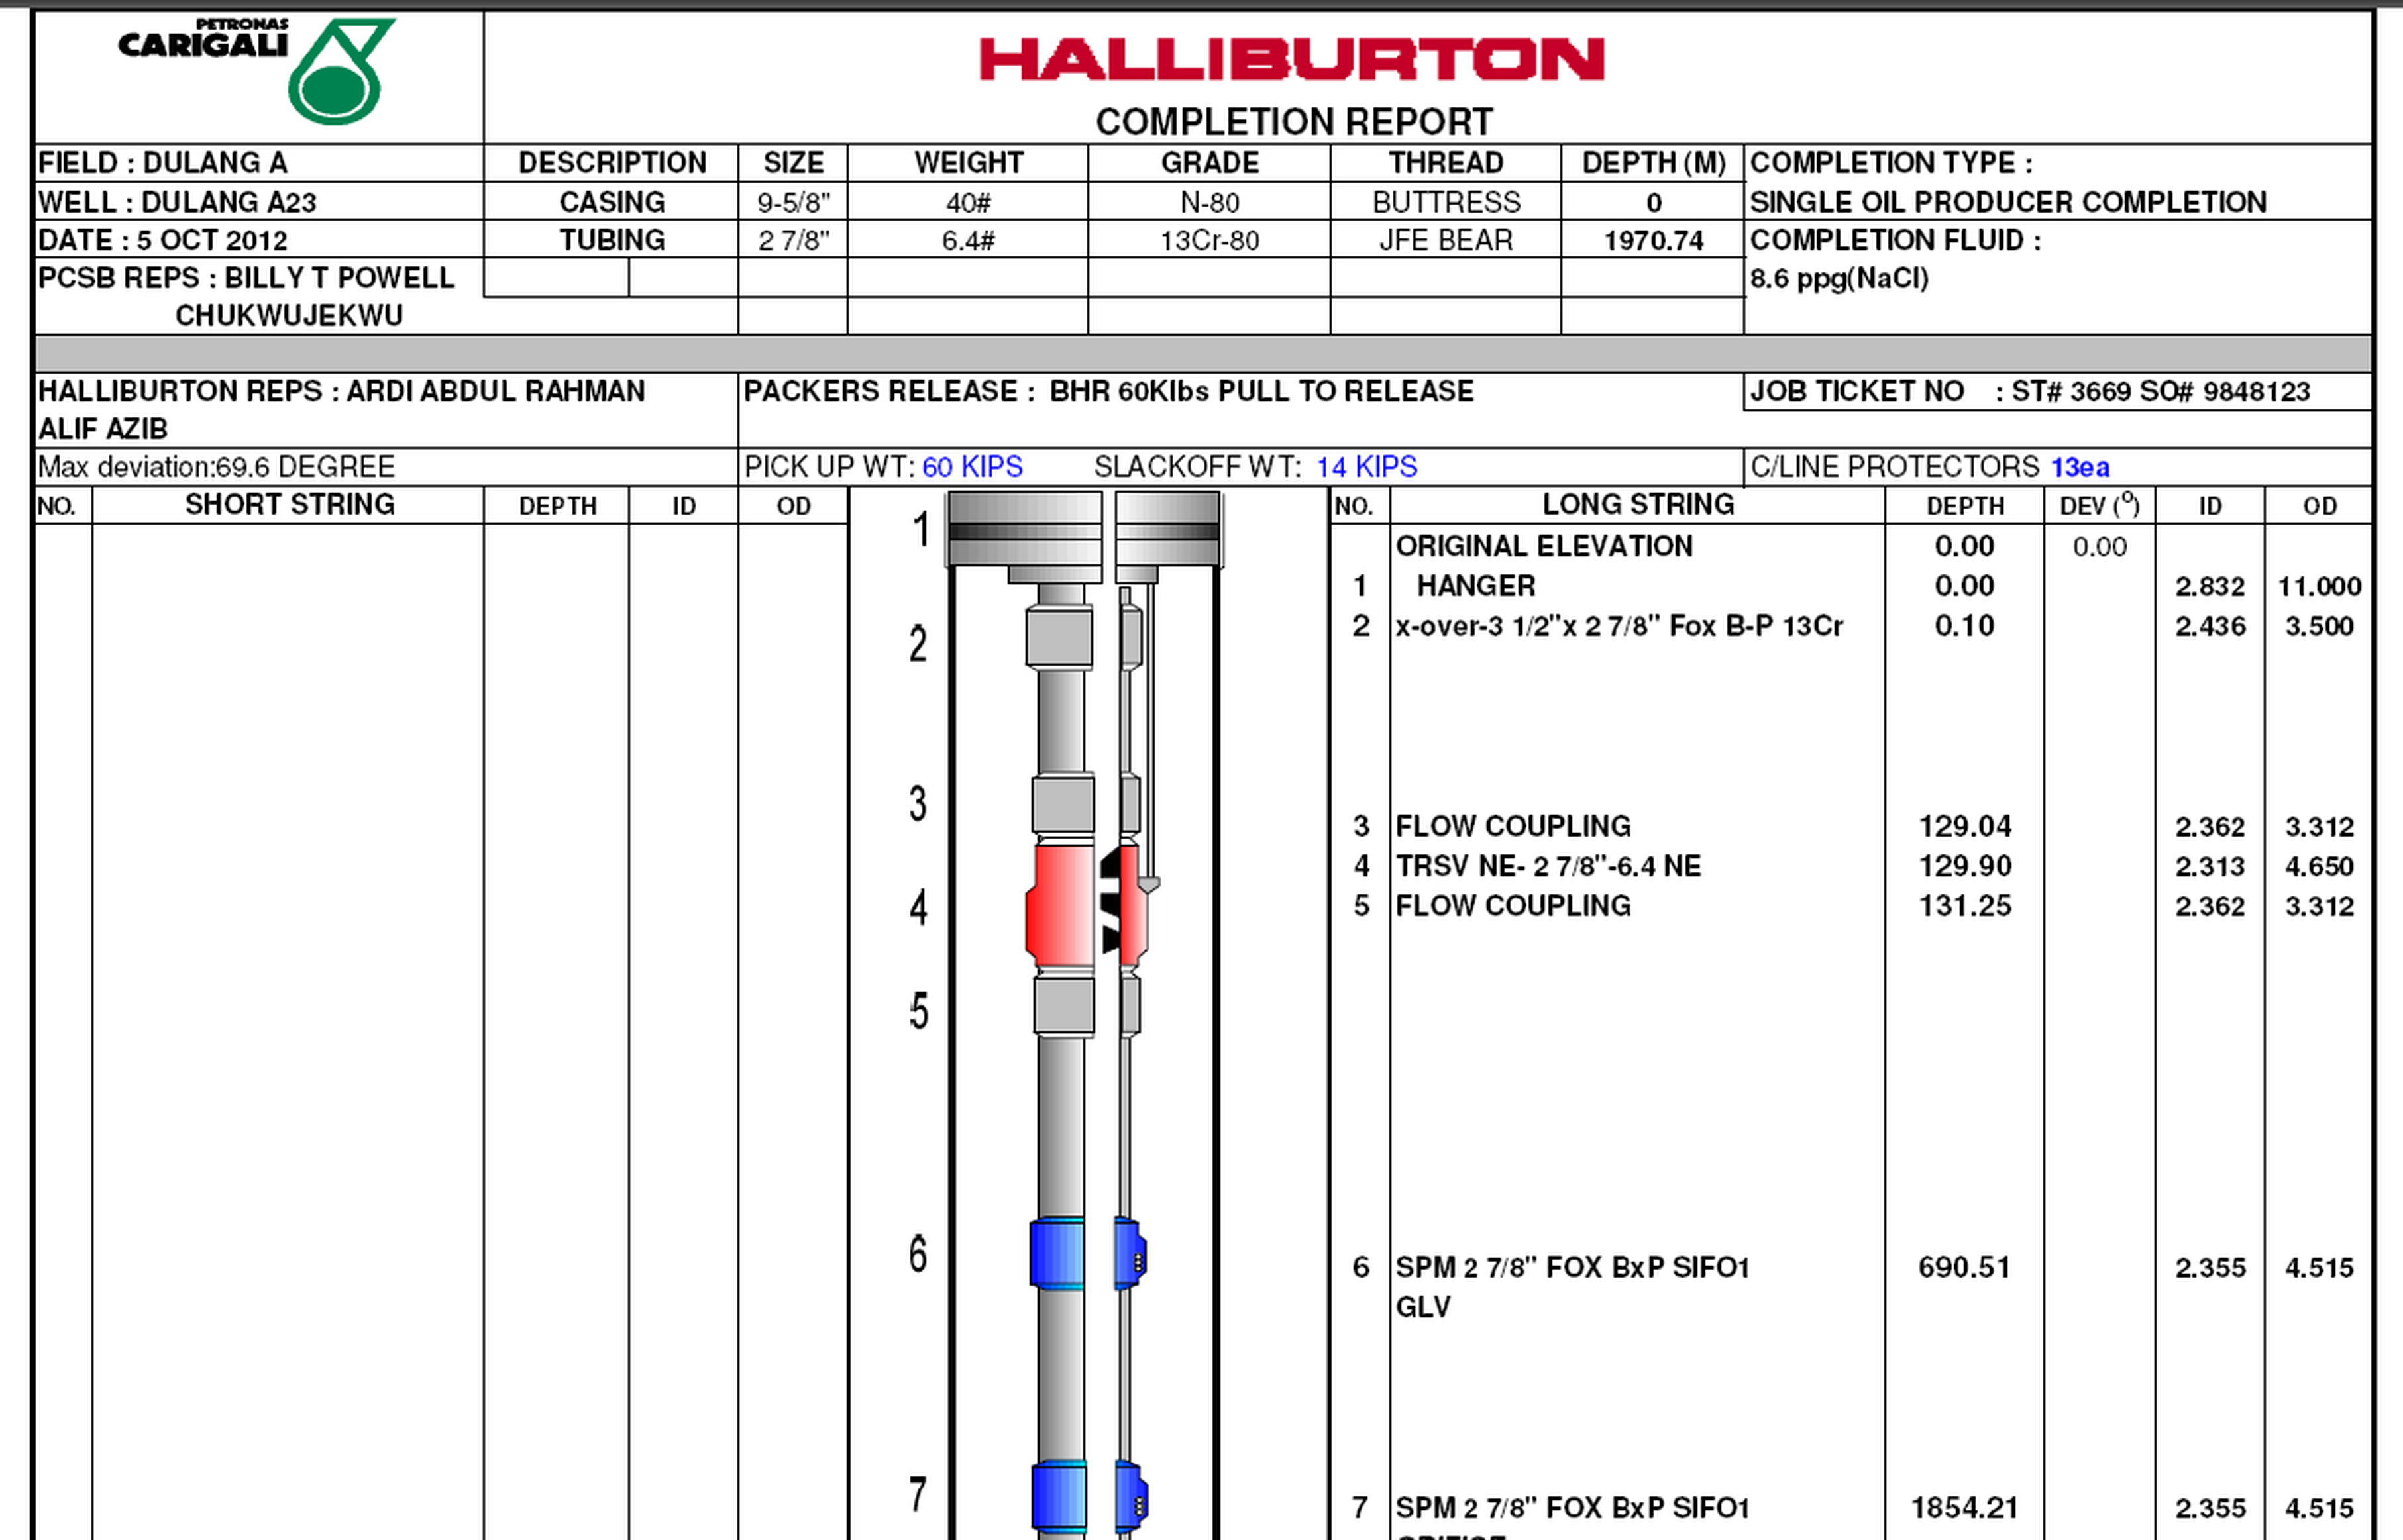 PETRONAS
CARIGALI
HALLIBURTON
COMPLETION REPORT
FIELD : DULANG A DESCRIPTION SIZE WEIGHT GRADE THREAD DEPTH (M) COMPLETION TYPE :
WELL : DULANG A23 CASING 9-5/8" 40# N-80 BUTTRESS 0 SINGLE OIL PRODUCER COMPLETION
DATE : 5 OCT 2012 TUBING 2 7/8" 6.4# 13Cr-80 JFE BEAR 1970.74 COMPLETION FLUID :
PCSB REPS : BILLY T POWELL 8.6 ppg(NaCl)
CHUKWUJEKWU
HALLIBURTON REPS : ARDI ABDUL RAHMAN PACKERS RELEASE : BHR 60Klbs PULL TO RELEASE JOB TICKET NO : ST# 3669 SO# 9848123
ALIF AZIB
Max deviation:69.6 DEGREE PICK UP WT: 60 KIPS SLACKOFF WT: 14 KIPS C/LINE PROTECTORS 13ea
NO. SHORT STRING DEPTH ID OD NO. LONG STRING DEPTH DEV (⁰) ID OD
1
2
3
4
5
6
7
ORIGINAL ELEVATION 0.00 0.00
1 HANGER 0.00 2.832 11.000
2 x-over-3 1/2"x 2 7/8" Fox B-P 13Cr 0.10 2.436 3.500
3 FLOW COUPLING 129.04 2.362 3.312
4 TRSV NE- 2 7/8"-6.4 NE 129.90 2.313 4.650
5 FLOW COUPLING 131.25 2.362 3.312
6 SPM 2 7/8" FOX BxP SIFO1 690.51 2.355 4.515
GLV
7 SPM 2 7/8" FOX BxP SIFO1 1854.21 2.355 4.515